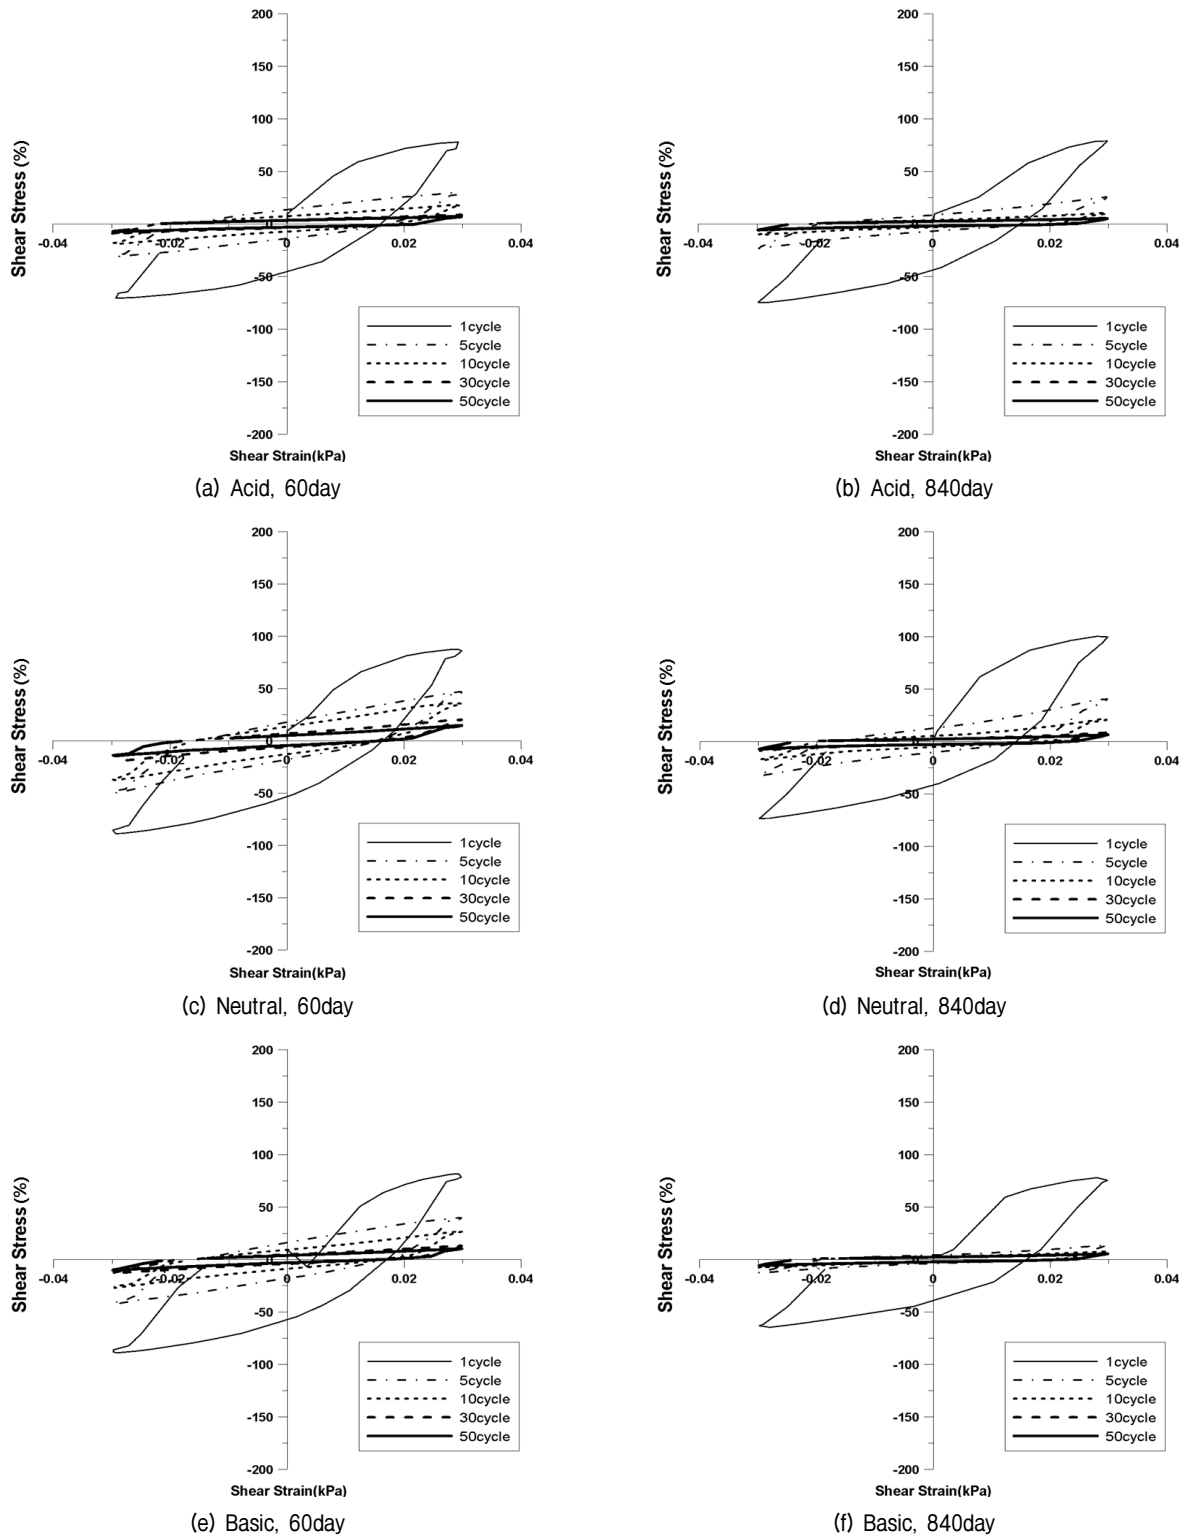 200
150
100
50
0
-50
-100
-150
-200
-0.04
-0.02
0
0.02
0.04
Shear Stress (%)
Shear Strain(kPa)
1cycle
5cycle
10cycle
30cycle
50cycle
(a) Acid, 60day
200
150
100
50
0
-50
-100
-150
-200
-0.04
-0.02
0
0.02
0.04
Shear Stress (%)
Shear Strain(kPa)
1cycle
5cycle
10cycle
30cycle
50cycle
(b) Acid, 840day
200
150
100
50
0
-50
-100
-150
-200
-0.04
-0.02
0
0.02
0.04
Shear Stress (%)
Shear Strain(kPa)
1cycle
5cycle
10cycle
30cycle
50cycle
(c) Neutral, 60day
200
150
100
50
0
-50
-100
-150
-200
-0.04
-0.02
0
0.02
0.04
Shear Stress (%)
Shear Strain(kPa)
1cycle
5cycle
10cycle
30cycle
50cycle
(d) Neutral, 840day
200
150
100
50
0
-50
-100
-150
-200
-0.04
-0.02
0
0.02
0.04
Shear Stress (%)
Shear Strain(kPa)
1cycle
5cycle
10cycle
30cycle
50cycle
(e) Basic, 60day
200
150
100
50
0
-50
-100
-150
-200
-0.04
-0.02
0
0.02
0.04
Shear Stress (%)
Shear Strain(kPa)
1cycle
5cycle
10cycle
30cycle
50cycle
(f) Basic, 840day